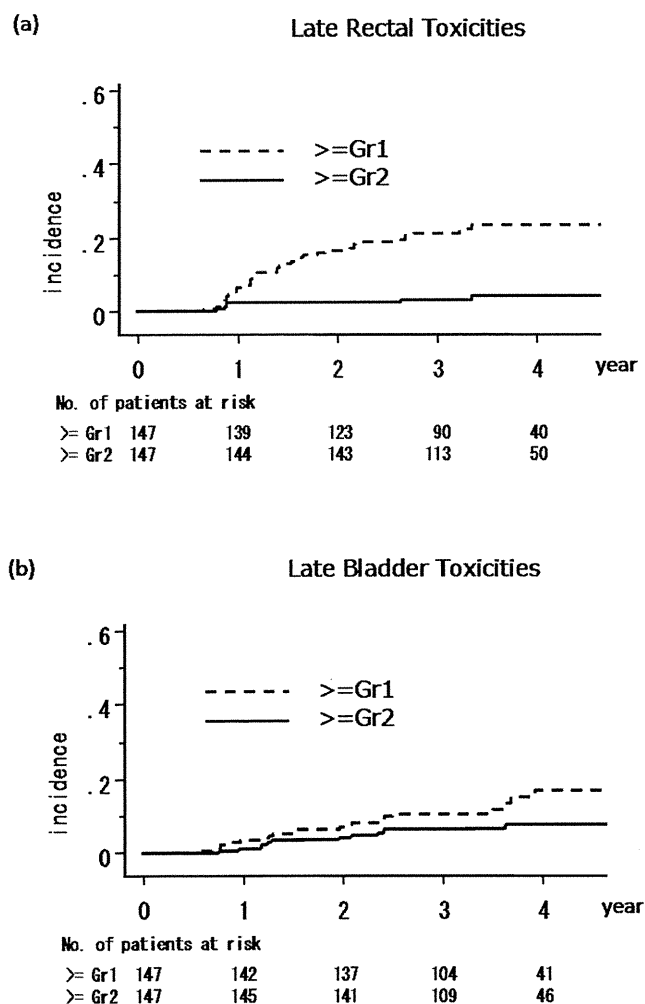 (a) Late Rectal Toxicities
.6
.4
.2
0
incidence
>=Gr1
>=Gr2
0 1 2 3 4 year
No. of patients at risk
>= Gr1 147 139 123 90 40
>= Gr2 147 144 143 113 50
(b) Late Bladder Toxicities
.6
.4
.2
0
incidence
>=Gr1
>=Gr2
0 1 2 3 4 year
No. of patients at risk
>= Gr1 147 142 137 104 41
>= Gr2 147 145 141 109 46